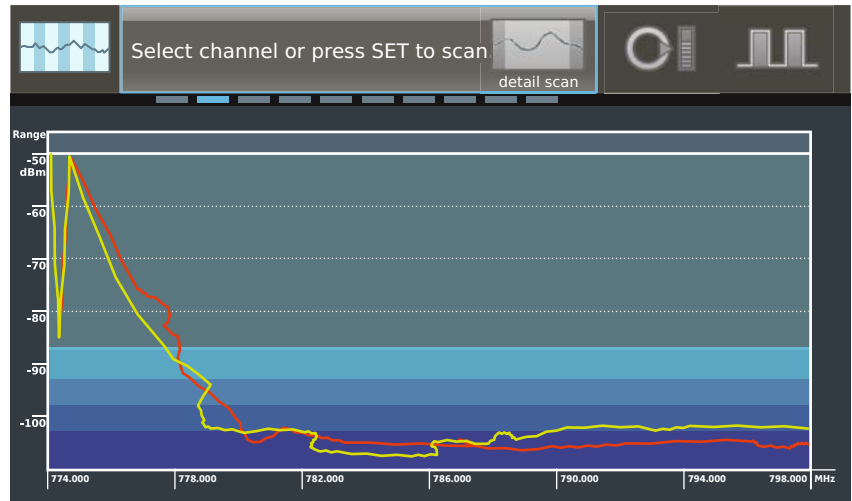 Select channel or press SET to scan
detail scan
Range
-50
dBm
-60
-70
-80
-90
-100
774.000
778.000
782.000
786.000
790.000
794.000
798.000 MHz